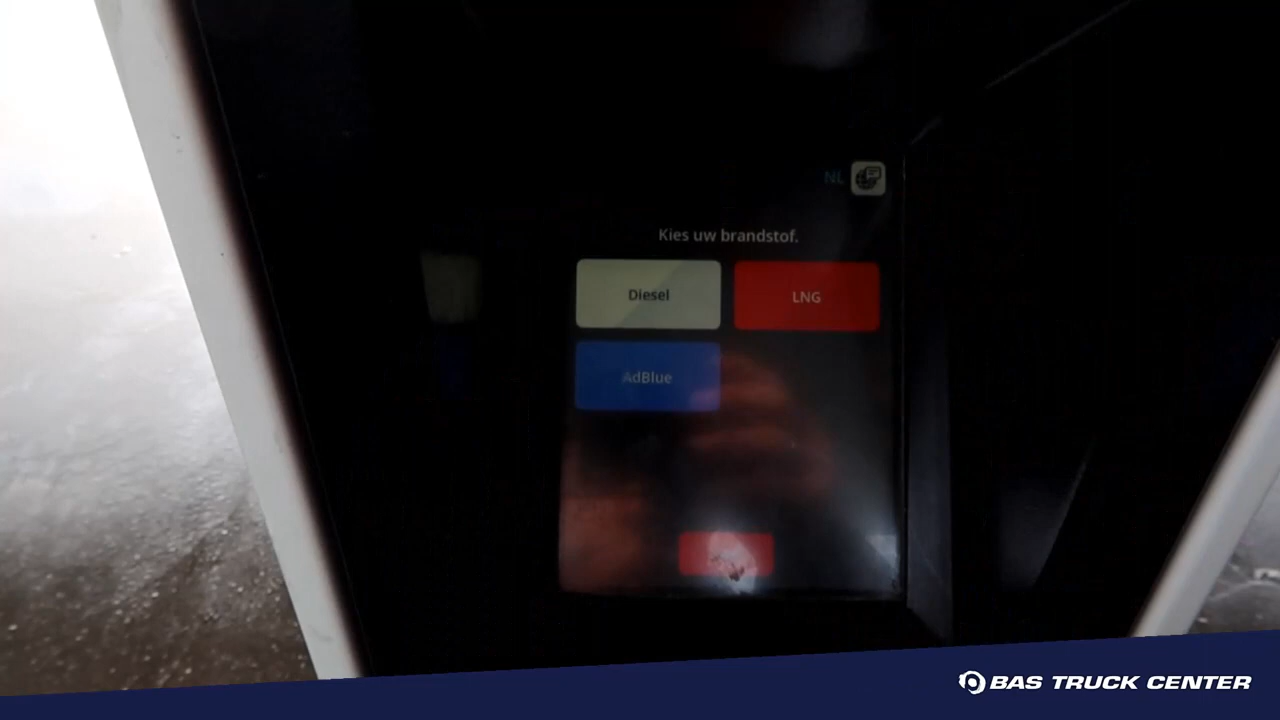 NL
Kies uw brandstof.
Diesel
LNG
AdBlue
BAS TRUCK CENTER